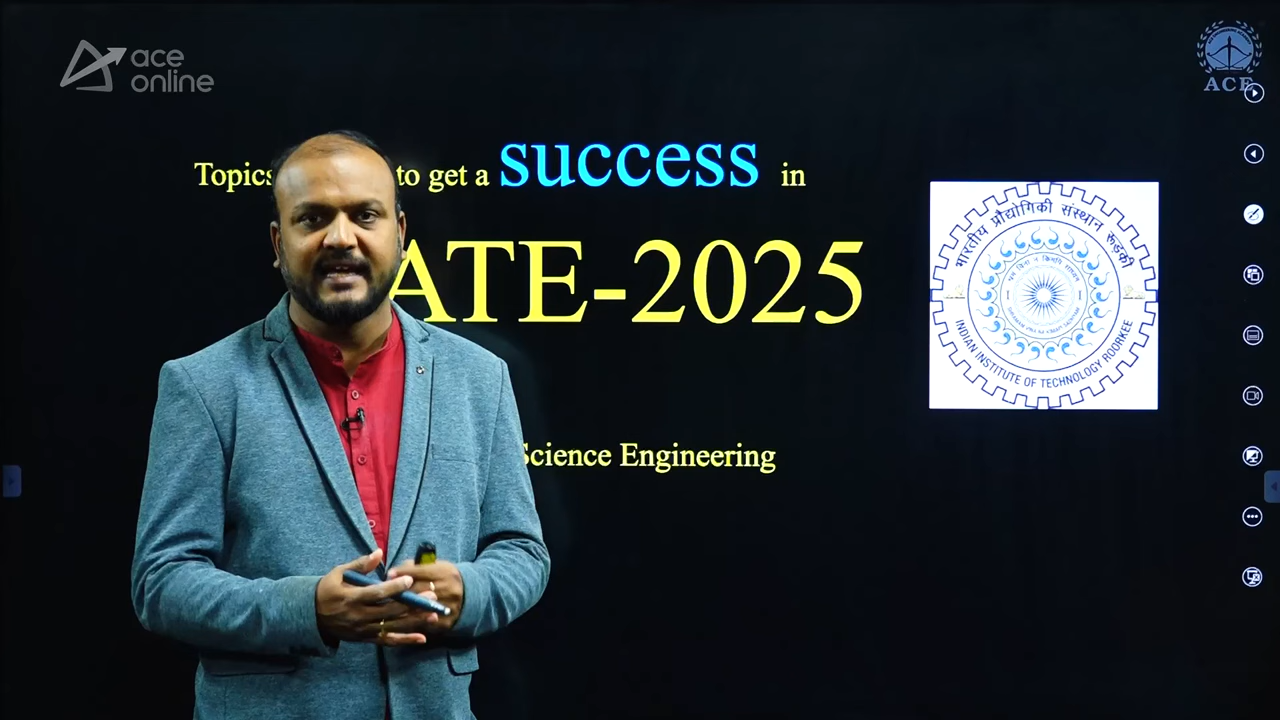 ace
online
ACE
Topics to get a success in
ATE-2025
Science Engineering
भारतीय प्रौद्योगिकी संस्थान रूड़की
INDIAN INSTITUTE OF TECHNOLOGY ROORKEE